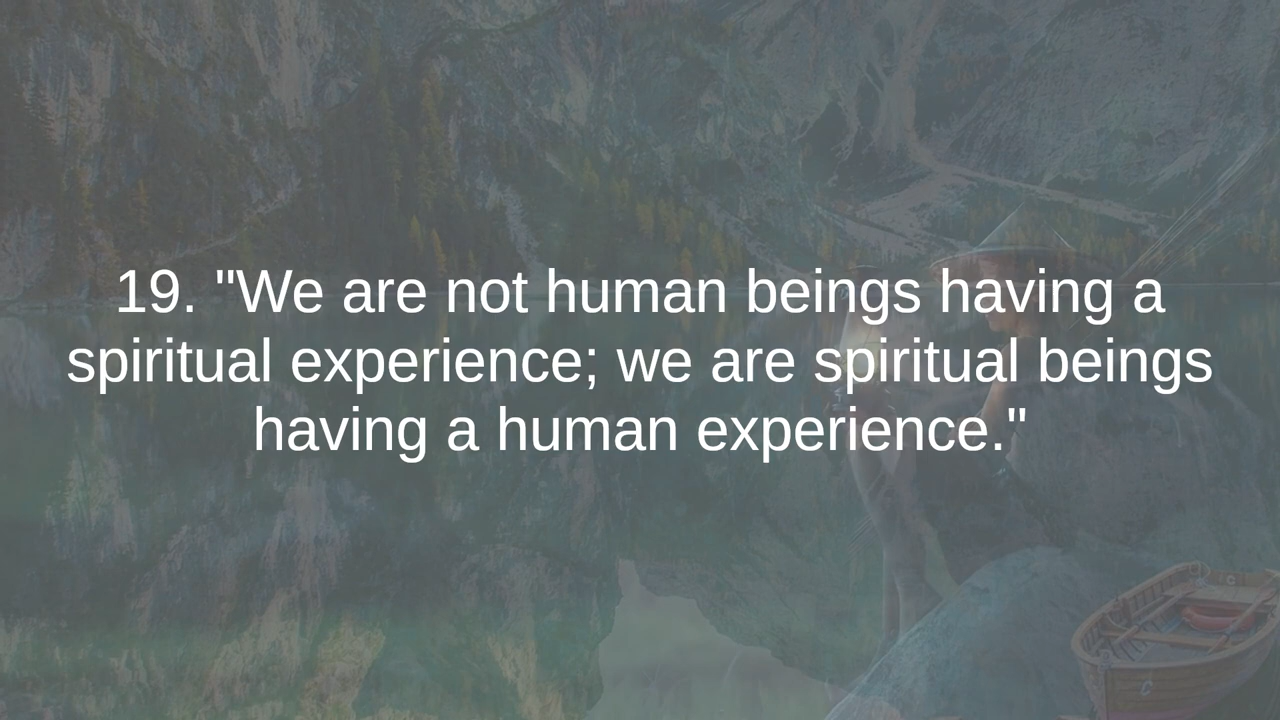 19. "We are not human beings having a
spiritual experience; we are spiritual beings
having a human experience."